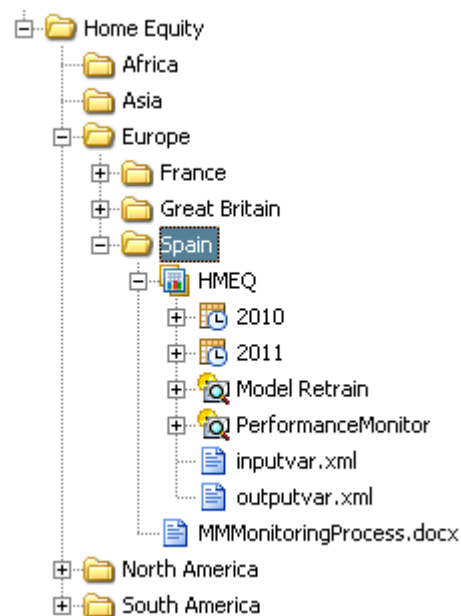 Home Equity
Africa
Asia
Europe
France
Great Britain
Spain
HMEQ
2010
2011
Model Retrain
PerformanceMonitor
inputvar.xml
outputvar.xml
MMMonitoringProcess.docx
North America
South America